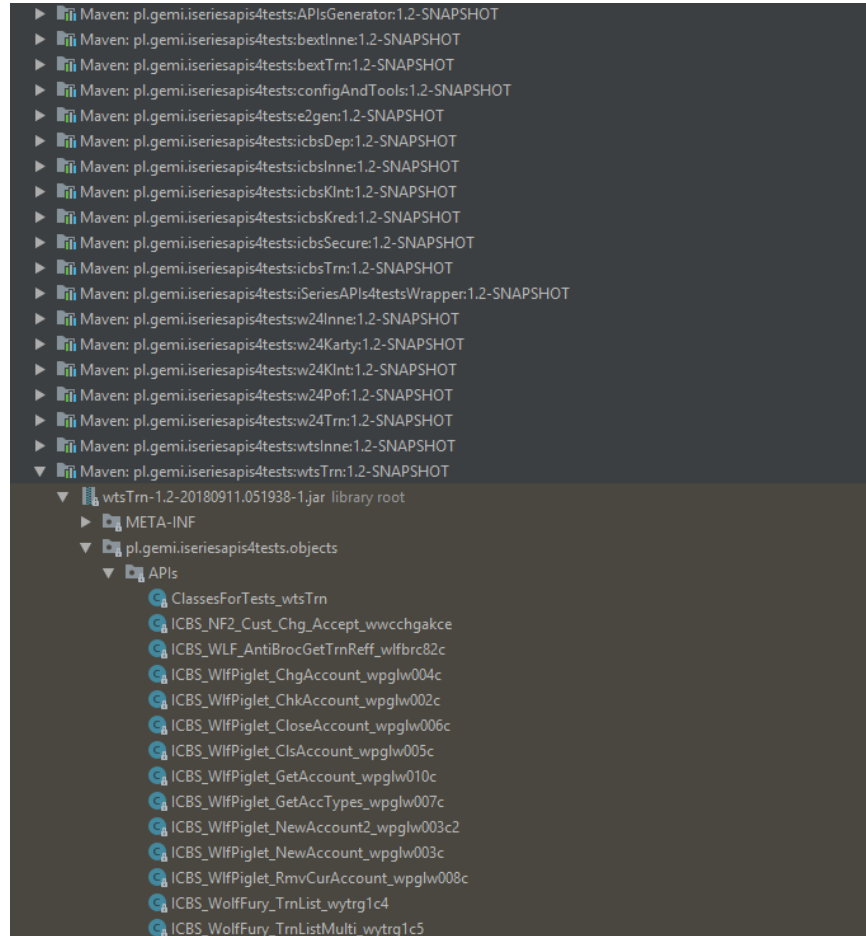 Maven: pl.gemi.iseriesapis4tests:APIsGenerator:1.2-SNAPSHOT
Maven: pl.gemi.iseriesapis4tests:bextInne:1.2-SNAPSHOT
Maven: pl.gemi.iseriesapis4tests:bextTrn:1.2-SNAPSHOT
Maven: pl.gemi.iseriesapis4tests:configAndTools:1.2-SNAPSHOT
Maven: pl.gemi.iseriesapis4tests:e2gen:1.2-SNAPSHOT
Maven: pl.gemi.iseriesapis4tests:icbsDep:1.2-SNAPSHOT
Maven: pl.gemi.iseriesapis4tests:icbsInne:1.2-SNAPSHOT
Maven: pl.gemi.iseriesapis4tests:icbsKInt:1.2-SNAPSHOT
Maven: pl.gemi.iseriesapis4tests:icbsKred:1.2-SNAPSHOT
Maven: pl.gemi.iseriesapis4tests:icbsSecure:1.2-SNAPSHOT
Maven: pl.gemi.iseriesapis4tests:icbsTrn:1.2-SNAPSHOT
Maven: pl.gemi.iseriesapis4tests:iSeriesAPIs4testsWrapper:1.2-SNAPSHOT
Maven: pl.gemi.iseriesapis4tests:w24Inne:1.2-SNAPSHOT
Maven: pl.gemi.iseriesapis4tests:w24Karty:1.2-SNAPSHOT
Maven: pl.gemi.iseriesapis4tests:w24KInt:1.2-SNAPSHOT
Maven: pl.gemi.iseriesapis4tests:w24Pof:1.2-SNAPSHOT
Maven: pl.gemi.iseriesapis4tests:w24Trn:1.2-SNAPSHOT
Maven: pl.gemi.iseriesapis4tests:wtsInne:1.2-SNAPSHOT
Maven: pl.gemi.iseriesapis4tests:wtsTrn:1.2-SNAPSHOT
wtsTrn-1.2-20180911.051938-1.jar library root
META-INF
pl.gemi.iseriesapis4tests.objects
APIs
ClassesForTests_wtsTrn
ICBS_NF2_Cust_Chg_Accept_wwcchgakce
ICBS_WLF_AntiBrocGetTrnReff_wlfbrc82c
ICBS_WlfPiglet_ChgAccount_wpglw004c
ICBS_WlfPiglet_ChkAccount_wpglw002c
ICBS_WlfPiglet_CloseAccount_wpglw006c
ICBS_WlfPiglet_ClsAccount_wpglw005c
ICBS_WlfPiglet_GetAccount_wpglw010c
ICBS_WlfPiglet_GetAccTypes_wpglw007c
ICBS_WlfPiglet_NewAccount2_wpglw003c2
ICBS_WlfPiglet_NewAccount_wpglw003c
ICBS_WlfPiglet_RmvCurAccount_wpglw008c
ICBS_WolfFury_TrnList_wytrg1c4
ICBS_WolfFury_TrnListMulti_wytrg1c5